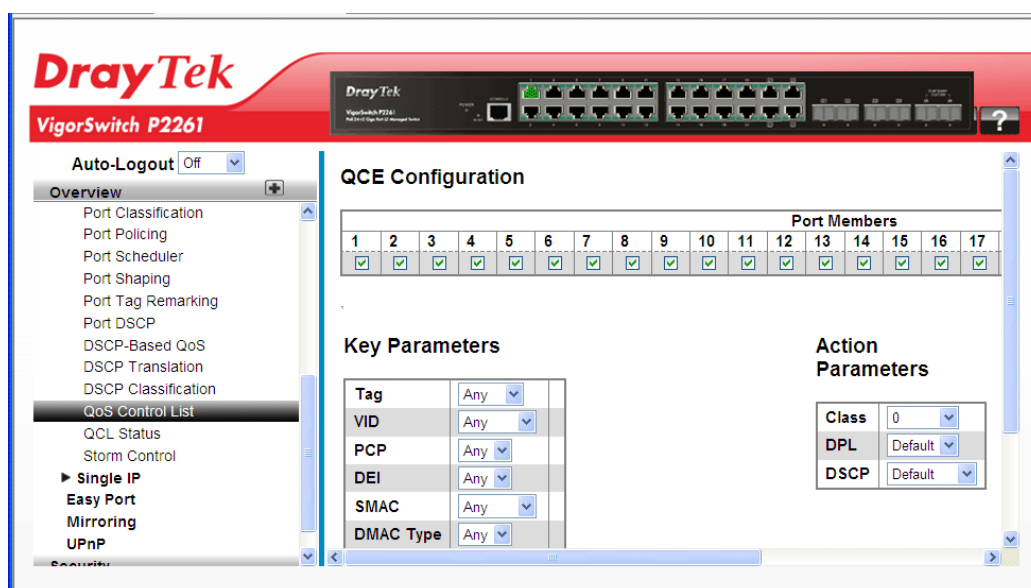 DrayTek
VigorSwitch P2261
DrayTek
VigorSwitch P2261
?
Auto-Logout Off
Overview
Port Classification
Port Policing
Port Scheduler
Port Shaping
Port Tag Remarking
Port DSCP
DSCP-Based QoS
DSCP Translation
DSCP Classification
QoS Control List
QCL Status
Storm Control
Single IP
Easy Port
Mirroring
UPnP
Security
QCE Configuration
Port Members
1 2 3 4 5 6 7 8 9 10 11 12 13 14 15 16 17
Key Parameters
Tag Any
VID Any
PCP Any
DEI Any
SMAC Any
DMAC Type Any
Action
Parameters
Class 0
DPL Default
DSCP Default